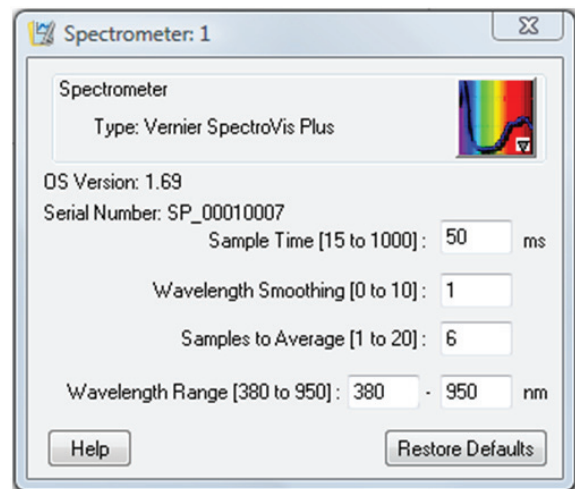 Spectrometer: 1
Spectrometer
Type: Vernier SpectroVis Plus
OS Version: 1.69
Serial Number: SP_00010007
Sample Time [15 to 1000] : 50 ms
Wavelength Smoothing [0 to 10] : 1
Samples to Average [1 to 20] : 6
Wavelength Range [380 to 950] : 380 - 950 nm
Help Restore Defaults